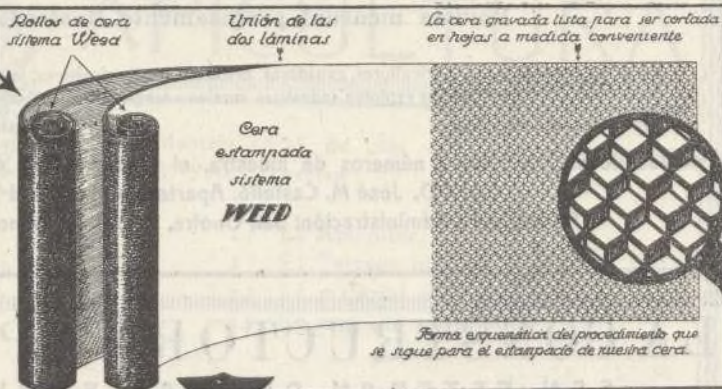 Rollos de cera
sistema Weed
Unión de las
dos láminas
La cera gravada lista para ser cortada
en hojas a medida conveniente
Cera
estampada
sistema
WEED
Forma esquemática del procedimiento que
se sigue para el estampado de nuestra cera.